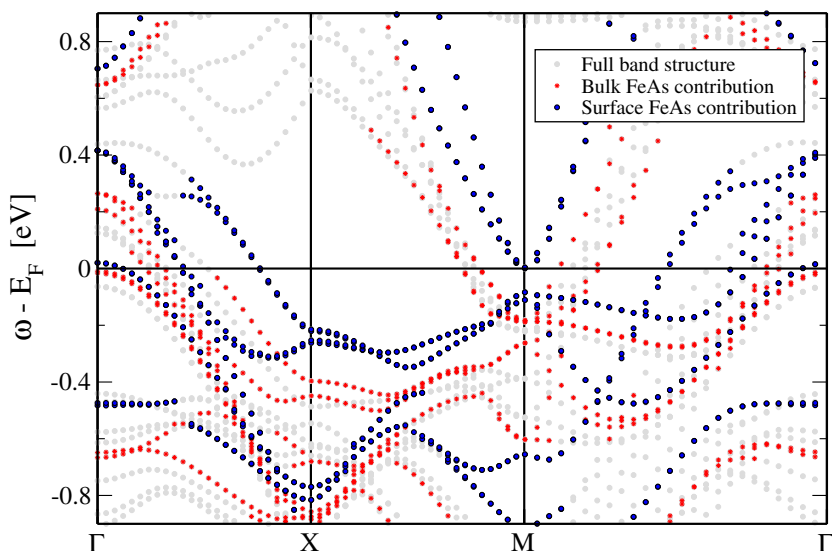 0.8
0.4
0
-0.4
-0.8
ω - E_F [eV]
Full band structure
Bulk FeAs contribution
Surface FeAs contribution
Γ X M Γ